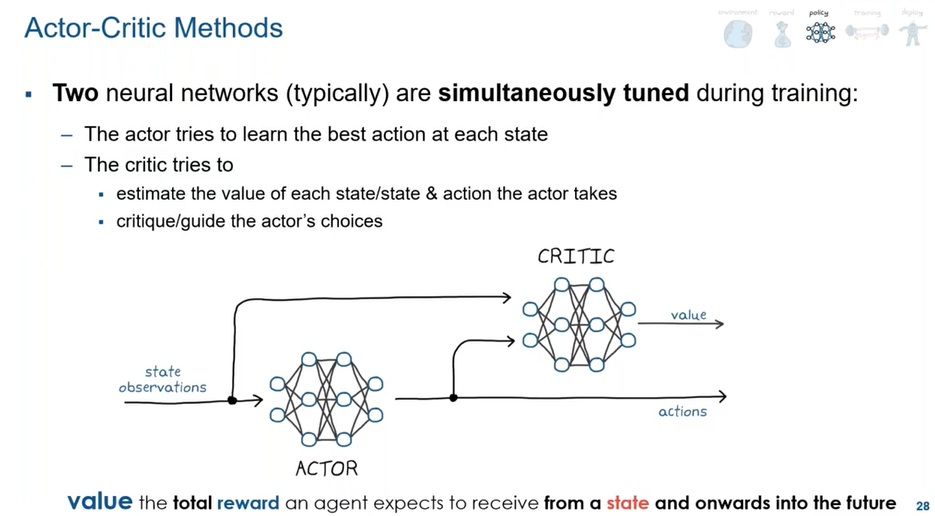 Actor-Critic Methods
environment reward policy training deploy
▪ Two neural networks (typically) are simultaneously tuned during training:
– The actor tries to learn the best action at each state
– The critic tries to
▪ estimate the value of each state/state & action the actor takes
▪ critique/guide the actor's choices
CRITIC
value
state
observations
actions
ACTOR
value the total reward an agent expects to receive from a state and onwards into the future
28